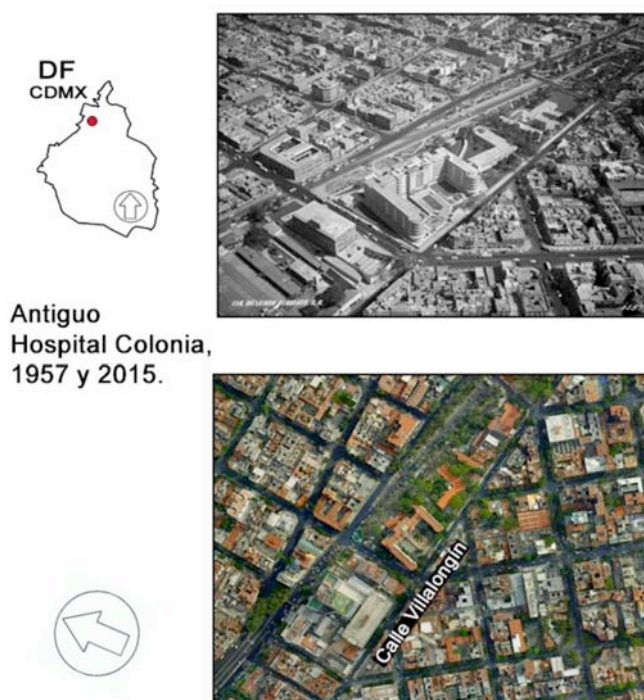 DF
CDMX
Antiguo
Hospital Colonia,
1957 y 2015.
CIA. MEXICANA AEROFOTO S.A.
Calle Villalongín